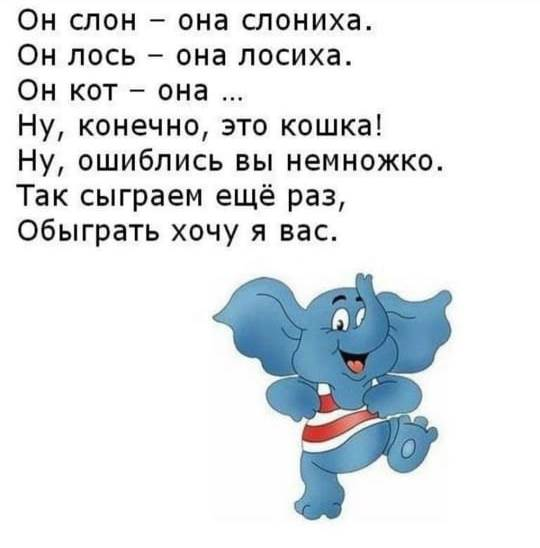 Он слон – она слониха.
Он лось – она лосиха.
Он кот – она ...
Ну, конечно, это кошка!
Ну, ошиблись вы немножко.
Так сыграем ещё раз,
Обыграть хочу я вас.